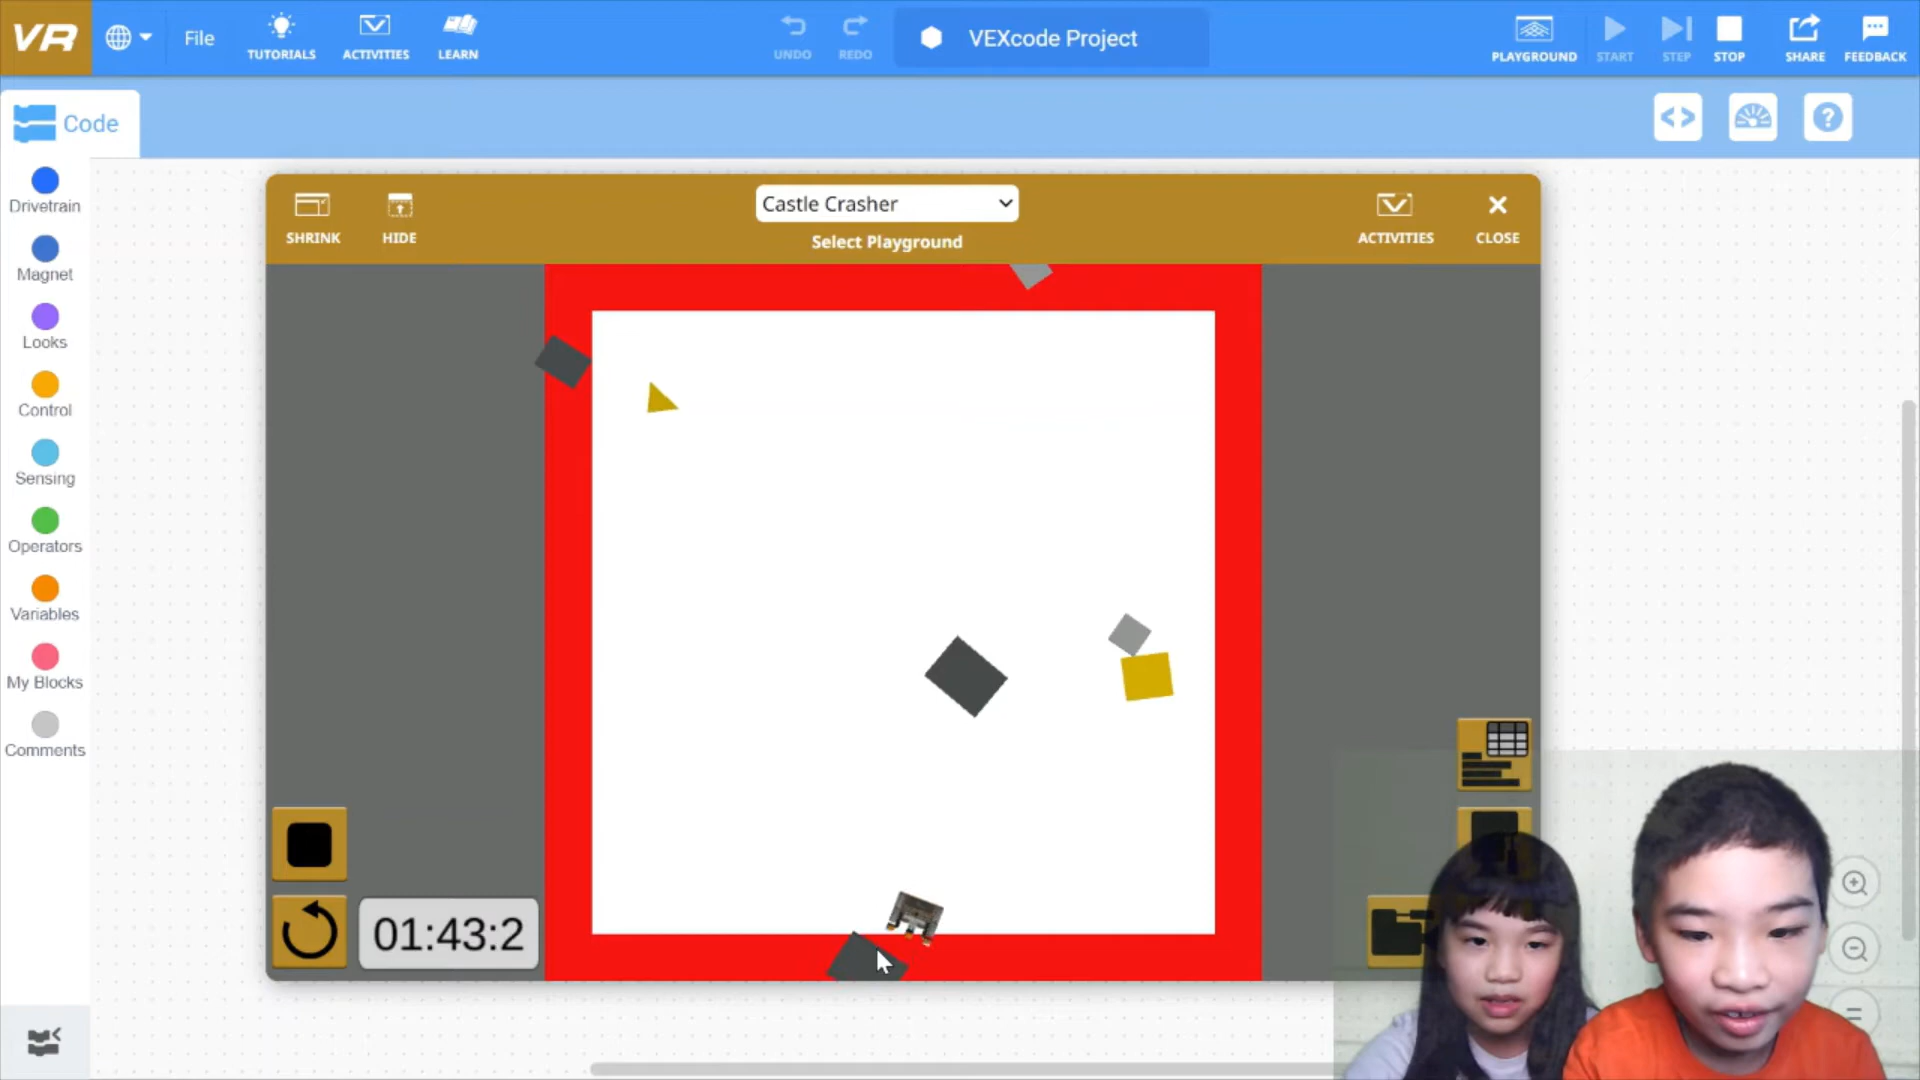 VR
File
TUTORIALS
ACTIVITIES
LEARN
UNDO
REDO
VEXcode Project
PLAYGROUND
START
STEP
STOP
SHARE
FEEDBACK
Code
Drivetrain
Magnet
Looks
Control
Sensing
Operators
Variables
My Blocks
Comments
SHRINK
HIDE
Castle Crasher
Select Playground
ACTIVITIES
CLOSE
01:43:2